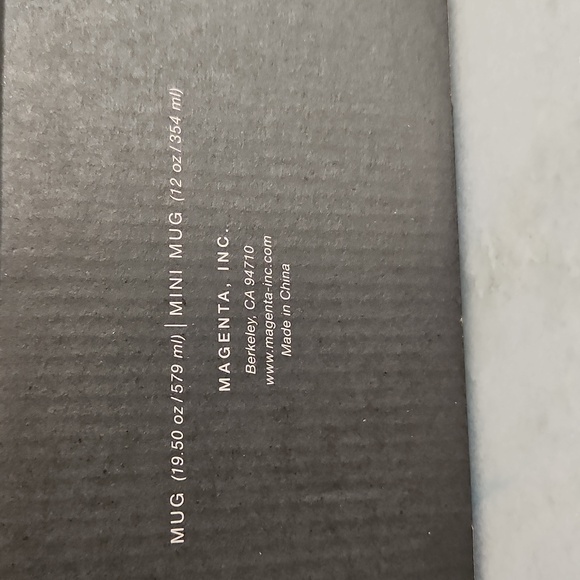 MUG (19.50 oz/579 ml) | MINI MUG (12 oz/354 ml)
MAGENTA, INC.
Berkeley, CA 94710
www.magenta-inc.com
Made in China